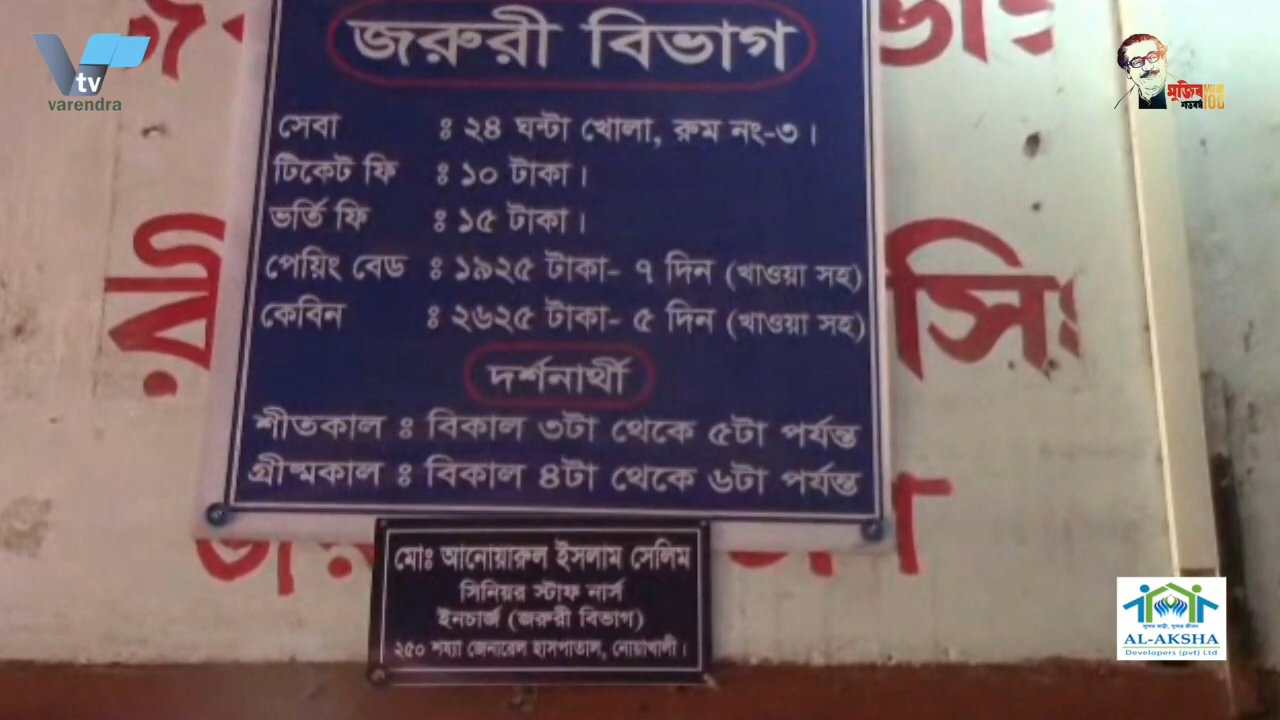 tv
varendra
মুজিব
শতবর্ষ
100
জরুরী বিভাগ
সেবা : ২৪ ঘন্টা খোলা, রুম নং-৩।
টিকেট ফি : ১০ টাকা।
ভর্তি ফি : ১৫ টাকা।
পেয়িং বেড : ১৯২৫ টাকা- ৭ দিন (খাওয়া সহ)
কেবিন : ২৬২৫ টাকা- ৫ দিন (খাওয়া সহ)
দর্শনার্থী
শীতকাল : বিকাল ৩টা থেকে ৫টা পর্যন্ত
গ্রীষ্মকাল : বিকাল ৪টা থেকে ৬টা পর্যন্ত
মোঃ আনোয়ারুল ইসলাম সেলিম
সিনিয়র স্টাফ নার্স
ইনচার্জ (জরুরী বিভাগ)
২৫০ শয্যা জেনারেল হাসপাতাল, নোয়াখালী।
AL-AKSHA
Developers (pvt) Ltd